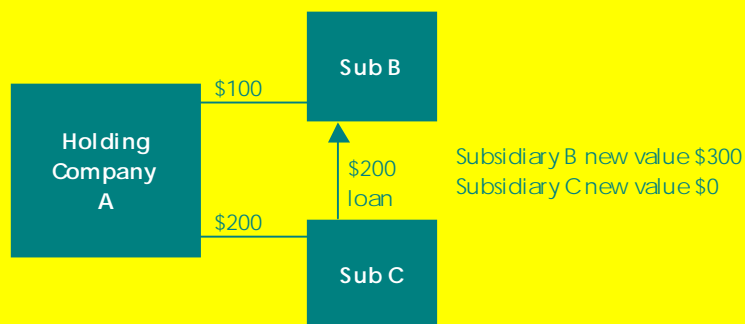 Sub B
$100
Holding
Company
A
$200
loan
Subsidiary B new value $300
Subsidiary C new value $0
$200
Sub C